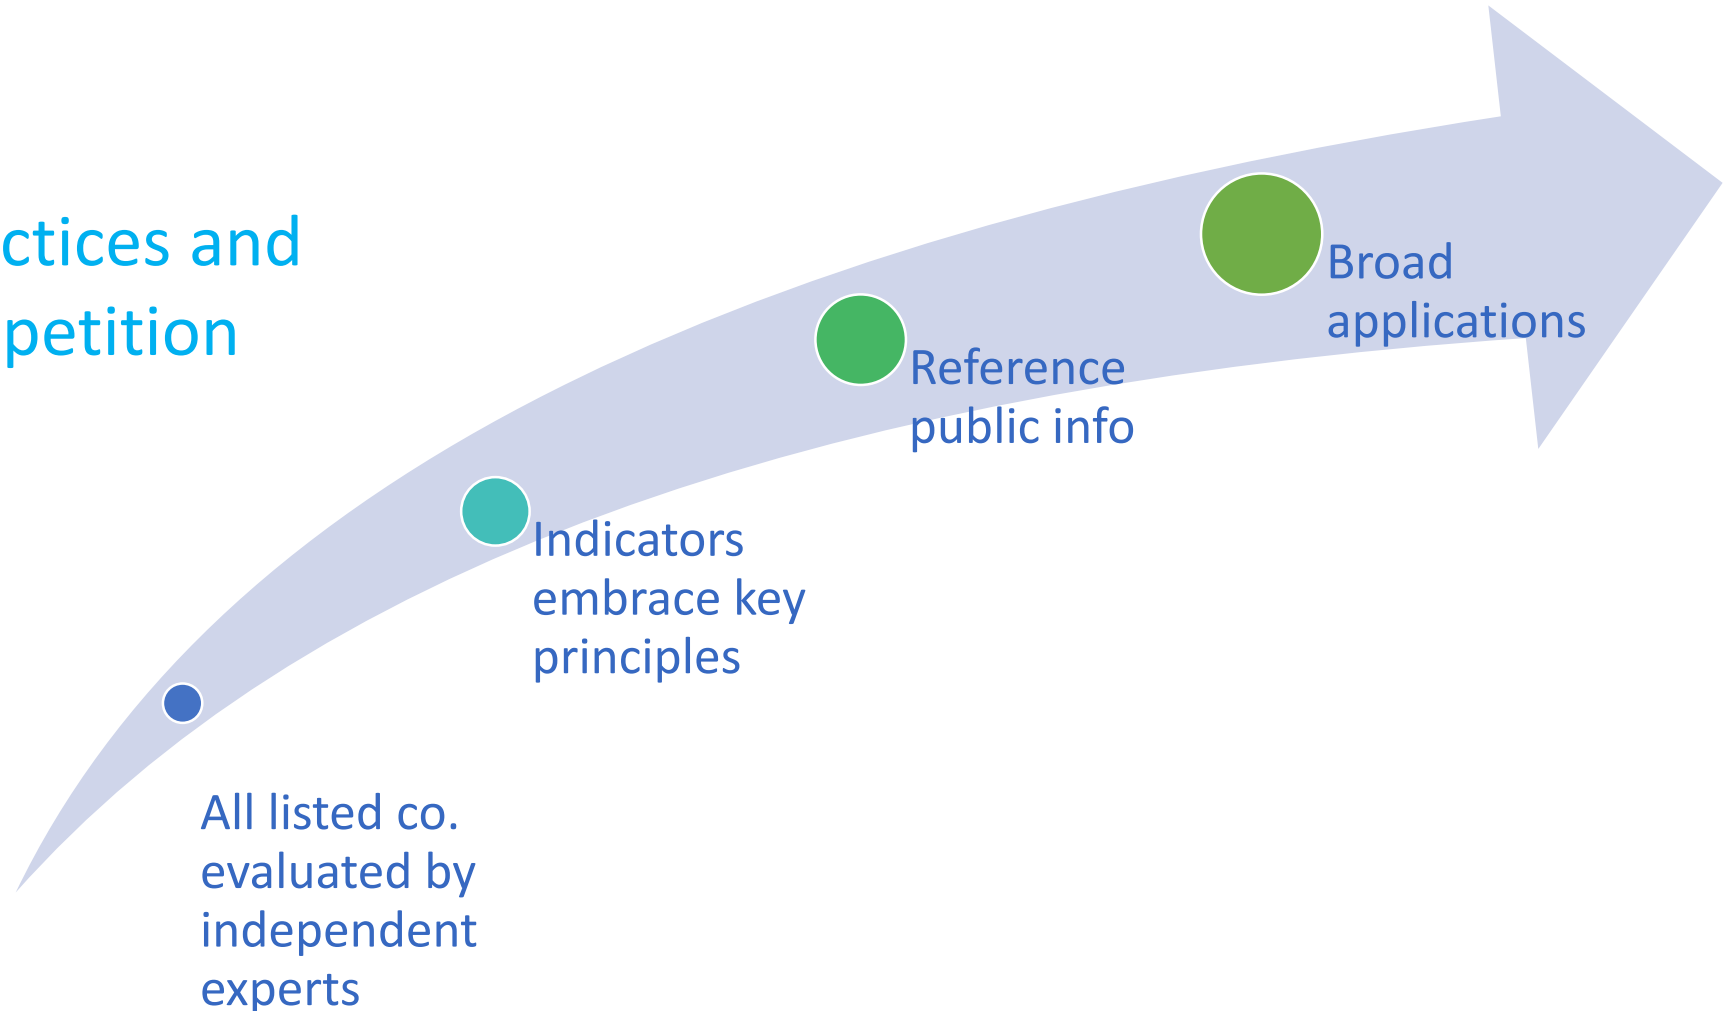 ctices and
petition
Broad
applications
Reference
public info
Indicators
embrace key
principles
All listed co.
evaluated by
independent
experts